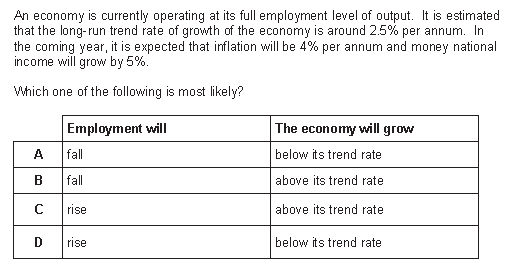 An economy is currently operating at its full employment level of output. It is estimated
that the long-run trend rate of growth of the economy is around 2.5% per annum. In
the coming year, it is expected that inflation will be 4% per annum and money national
income will grow by 5%.
Which one of the following is most likely?
Employment will The economy will grow
A fall below its trend rate
B fall above its trend rate
C rise above its trend rate
D rise below its trend rate